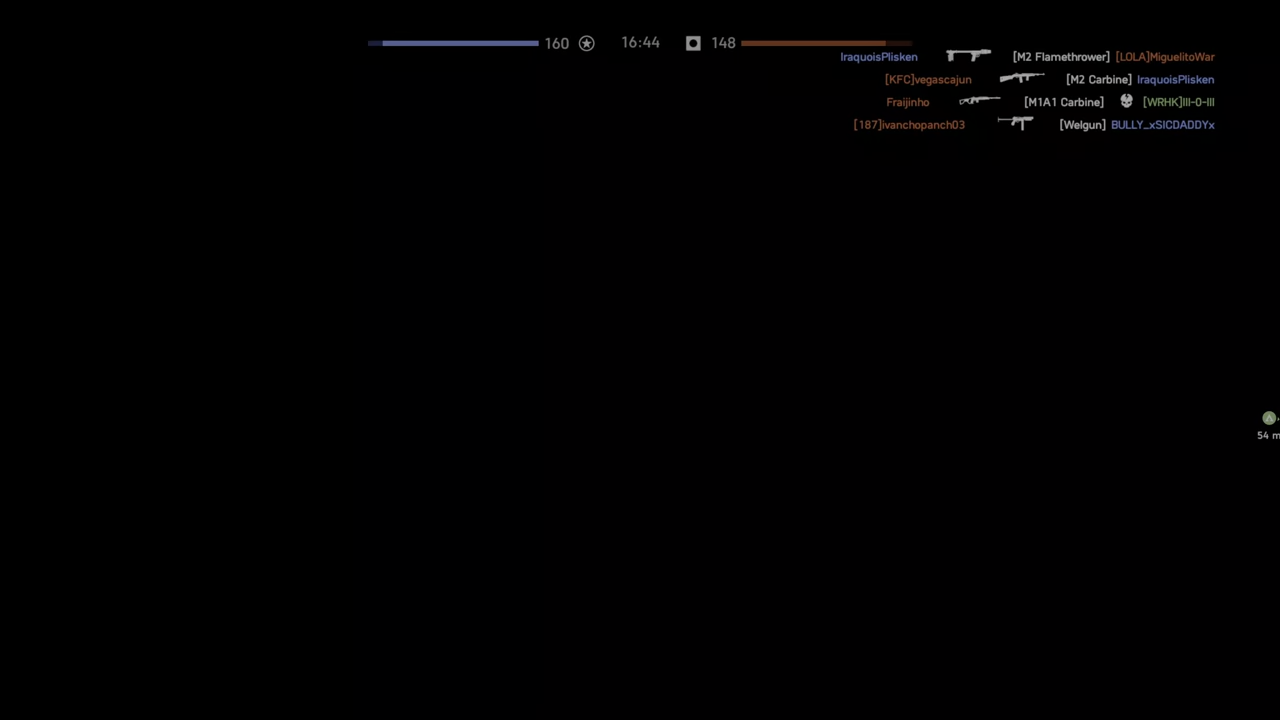 160 16:44 148
IraquoisPlisken [M2 Flamethrower] [LOLA]MiguelitoWar
[KFC]vegascajun [M2 Carbine] IraquoisPlisken
Fraijinho [M1A1 Carbine] [WRHK]III-O-III
[187]ivanchopanch03 [Welgun] BULLY_xSICDADDYx
A
54 m